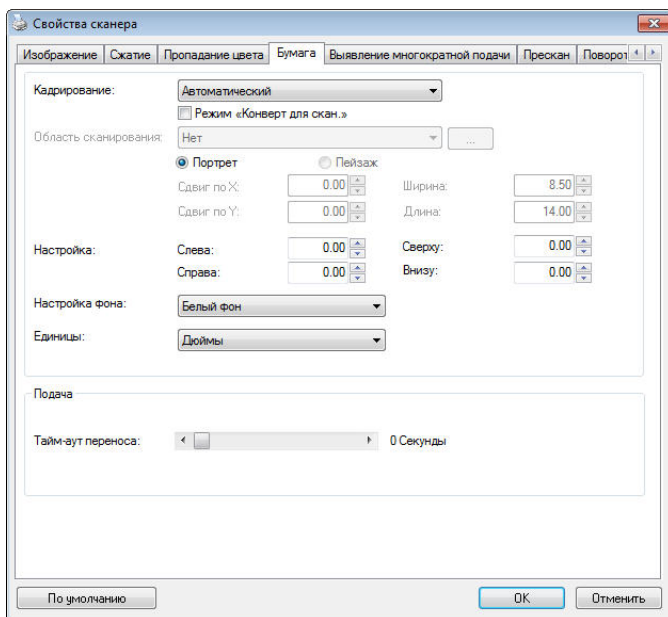 Свойства сканера
Изображение Сжатие Пропадание цвета Бумага Выявление многократной подачи Прескан Поворот
Кадрирование: Автоматический
Режим «Конверт для скан.»
Область сканирования: Нет ...
Портрет Пейзаж
Сдвиг по X: 0.00 Ширина: 8.50
Сдвиг по Y: 0.00 Длина: 14.00
Настройка: Слева: 0.00 Сверху: 0.00
Справа: 0.00 Внизу: 0.00
Настройка фона: Белый фон
Единицы: Дюймы
Подача
Тайм-аут переноса: 0 Секунды
По умолчанию OK Отменить